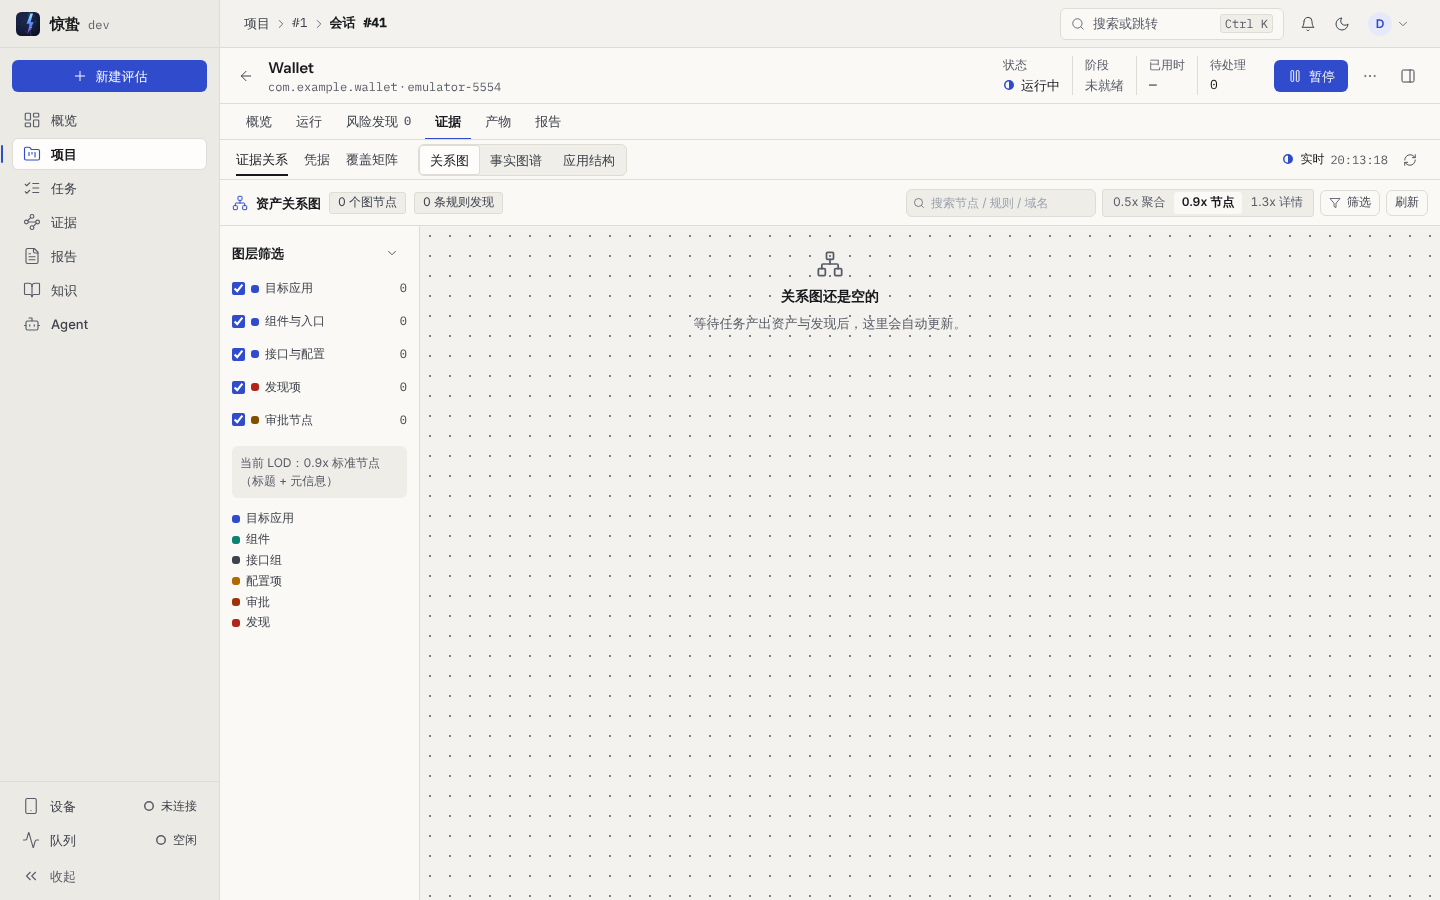 惊蛰 dev
项目 > #1 > 会话 #41
搜索或跳转 Ctrl K
D
新建评估
概览
项目
任务
证据
报告
知识
Agent
设备 未连接
队列 空闲
收起
Wallet
com.example.wallet · emulator-5554
状态 阶段 已用时 待处理
运行中 未就绪 — 0
暂停
概览 运行 风险发现 0 证据 产物 报告
证据关系 凭据 覆盖矩阵 关系图 事实图谱 应用结构
实时 20:13:18
资产关系图 0 个图节点 0 条规则发现
搜索节点 / 规则 / 域名
0.5x 聚合 0.9x 节点 1.3x 详情
筛选 刷新
图层筛选
目标应用 0
组件与入口 0
接口与配置 0
发现项 0
审批节点 0
当前 LOD：0.9x 标准节点
（标题 + 元信息）
目标应用
组件
接口组
配置项
审批
发现
关系图还是空的
等待任务产出资产与发现后，这里会自动更新。